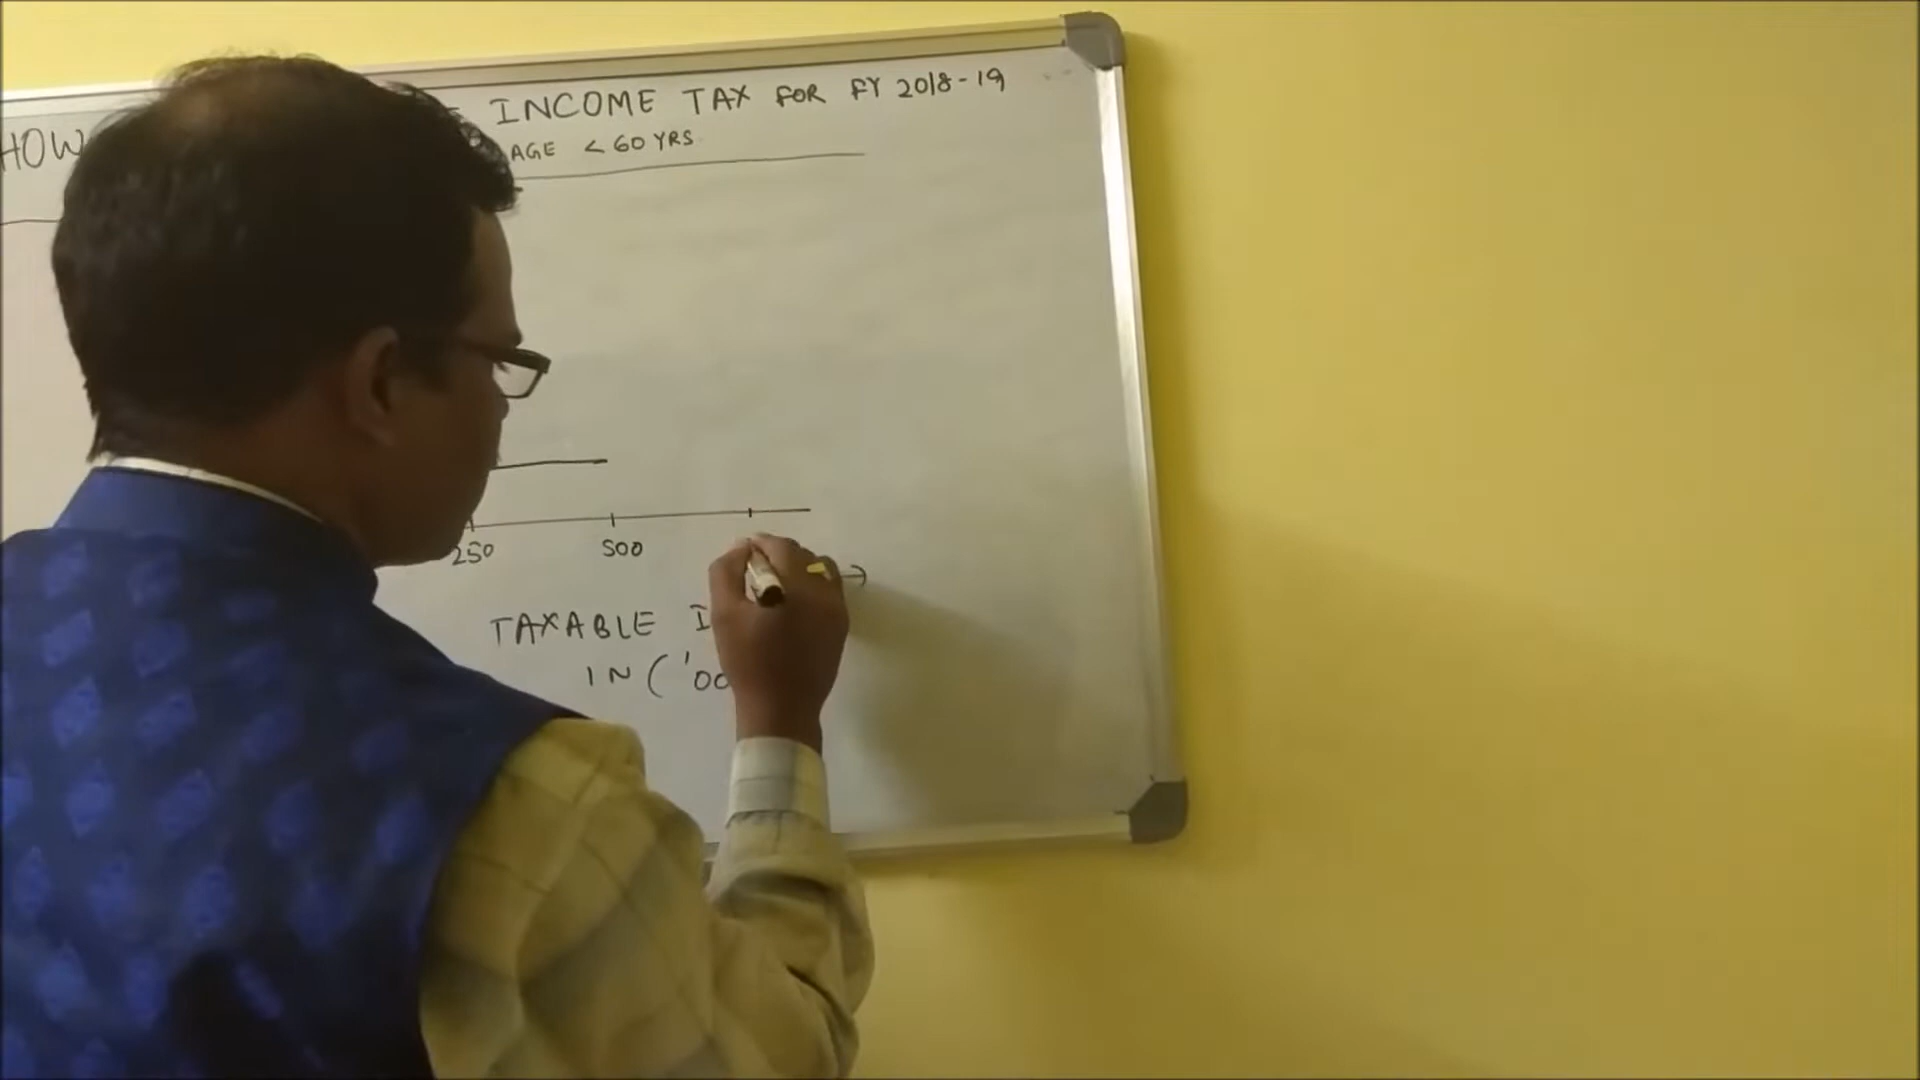 HOW INCOME TAX FOR FY 2018-19
AGE < 60 YRS
250 500
TAXABLE
IN ('00